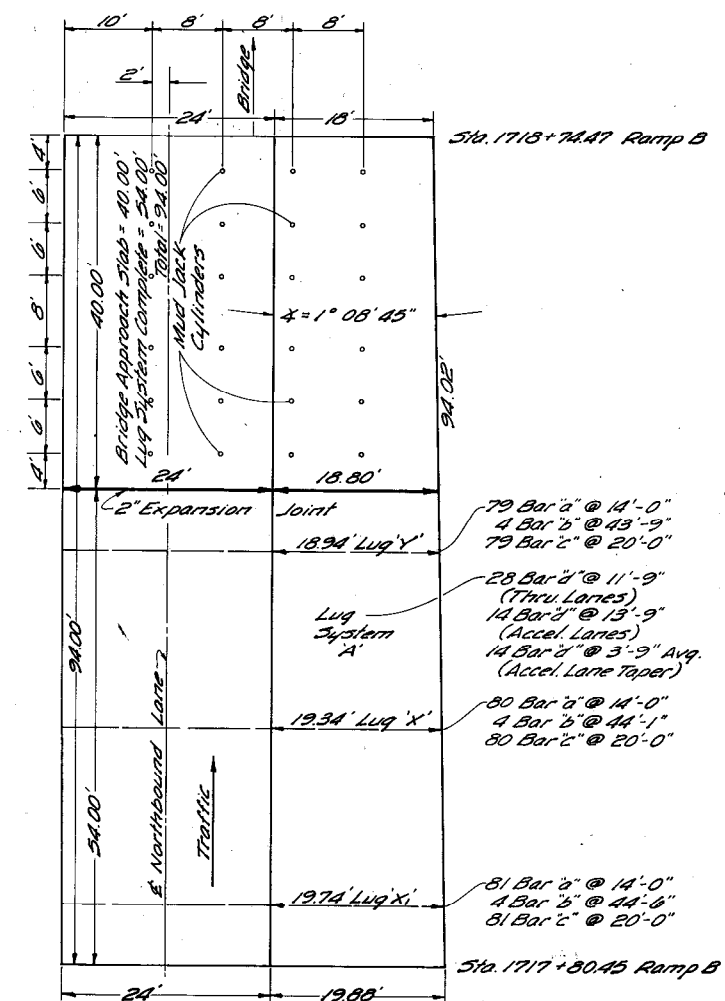 10' 8' 8' 8'
2'
Bridge
24' 18'
Sta. 1718+74.47 Ramp B
4'
6'
6'
8'
6'
6'
4'
40.00'
Bridge Approach Slab = 40.00'
Lug System Complete = 54.00'
Total = 94.00'
Mud Jack
Cylinders
∡ = 1° 08' 45"
94.02'
24' 18.80'
2" Expansion Joint
79 Bar "a" @ 14'-0"
4 Bar "b" @ 43'-9"
79 Bar "c" @ 20'-0"
18.94' Lug 'Y'
Lug
System
'A'
28 Bar "d" @ 11'-9"
(Thru. Lanes)
14 Bar "d" @ 13'-9"
(Accel. Lanes)
14 Bar "d" @ 3'-9" Avg.
(Accel. Lane Taper)
94.00'
54.00'
℄ Northbound Lane
Traffic
19.34' Lug 'X'
80 Bar "a" @ 14'-0"
4 Bar "b" @ 44'-1"
80 Bar "c" @ 20'-0"
19.74' Lug 'X₁'
81 Bar "a" @ 14'-0"
4 Bar "b" @ 44'-6"
81 Bar "c" @ 20'-0"
Sta. 1717+80.45 Ramp B
24' 19.88'